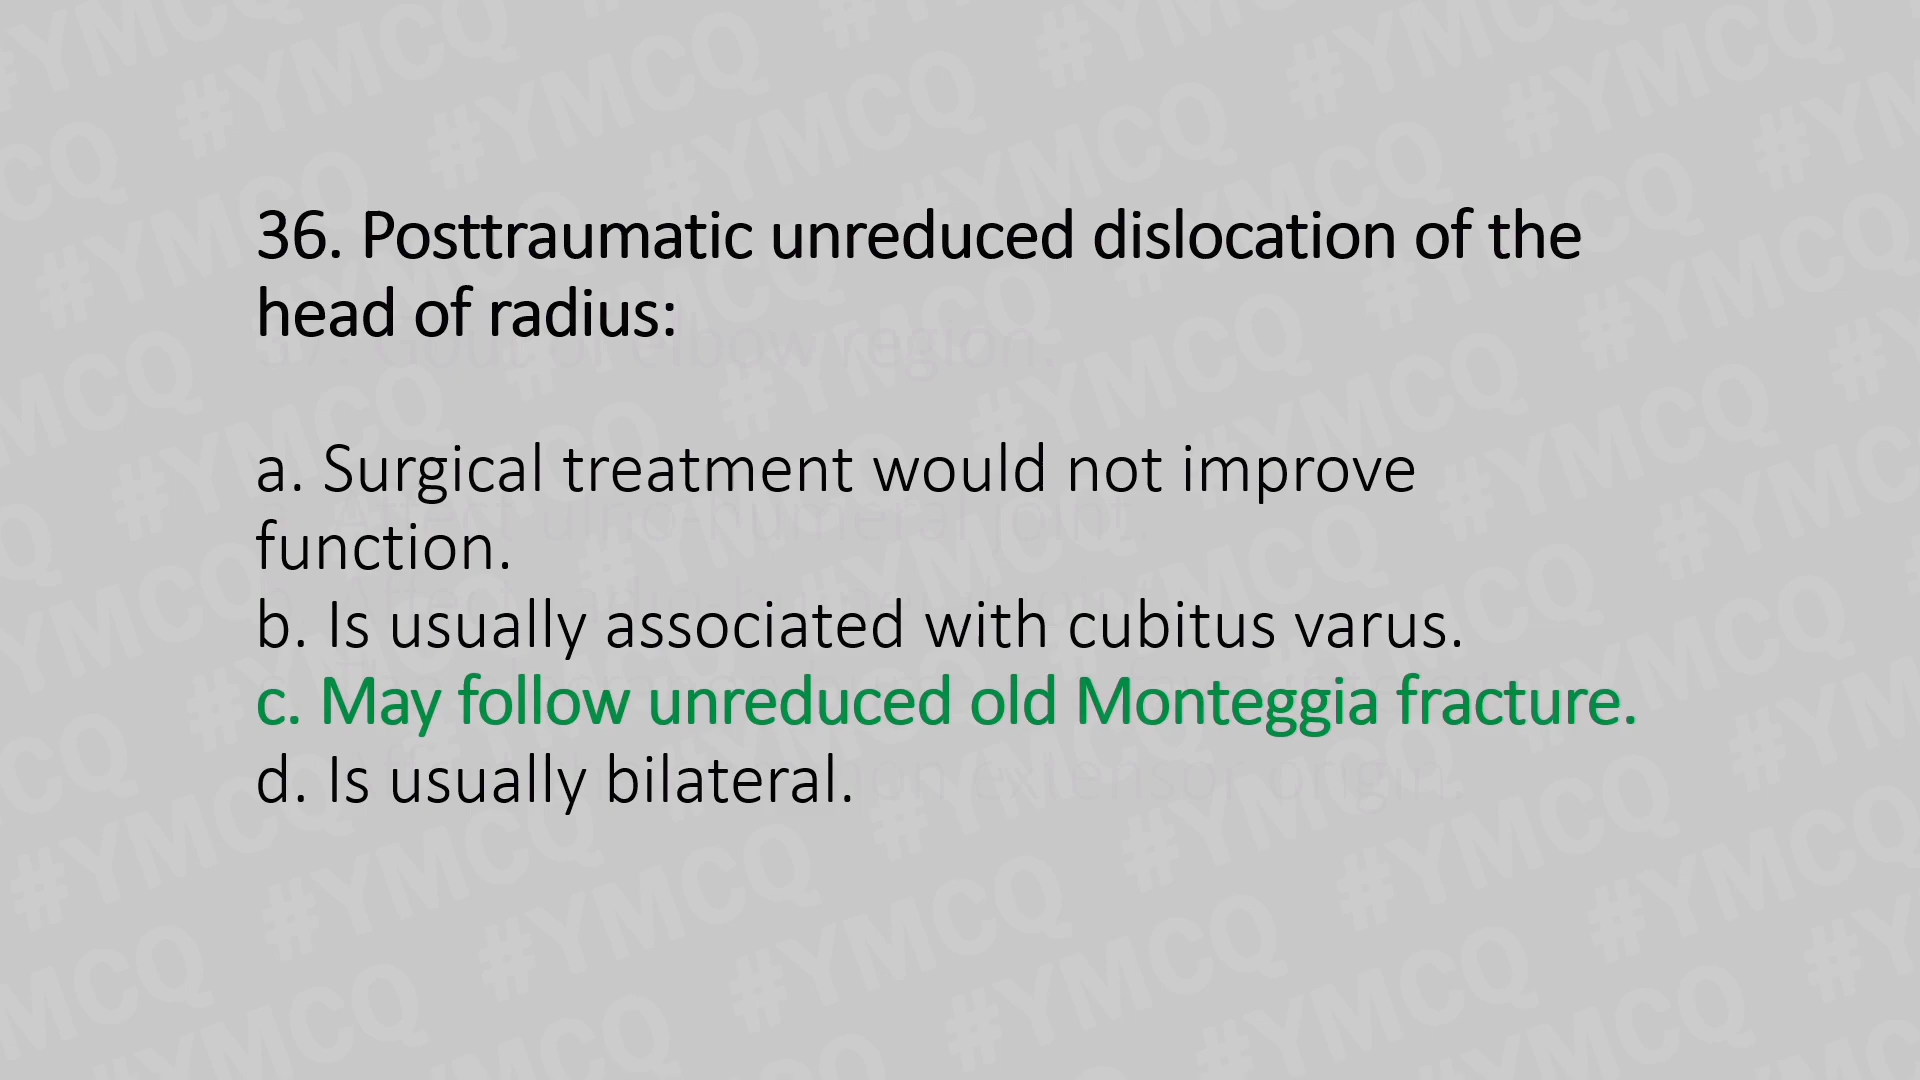 36. Posttraumatic unreduced dislocation of the
head of radius:
a. Surgical treatment would not improve
function.
b. Is usually associated with cubitus varus.
c. May follow unreduced old Monteggia fracture.
d. Is usually bilateral.
#YMCQ